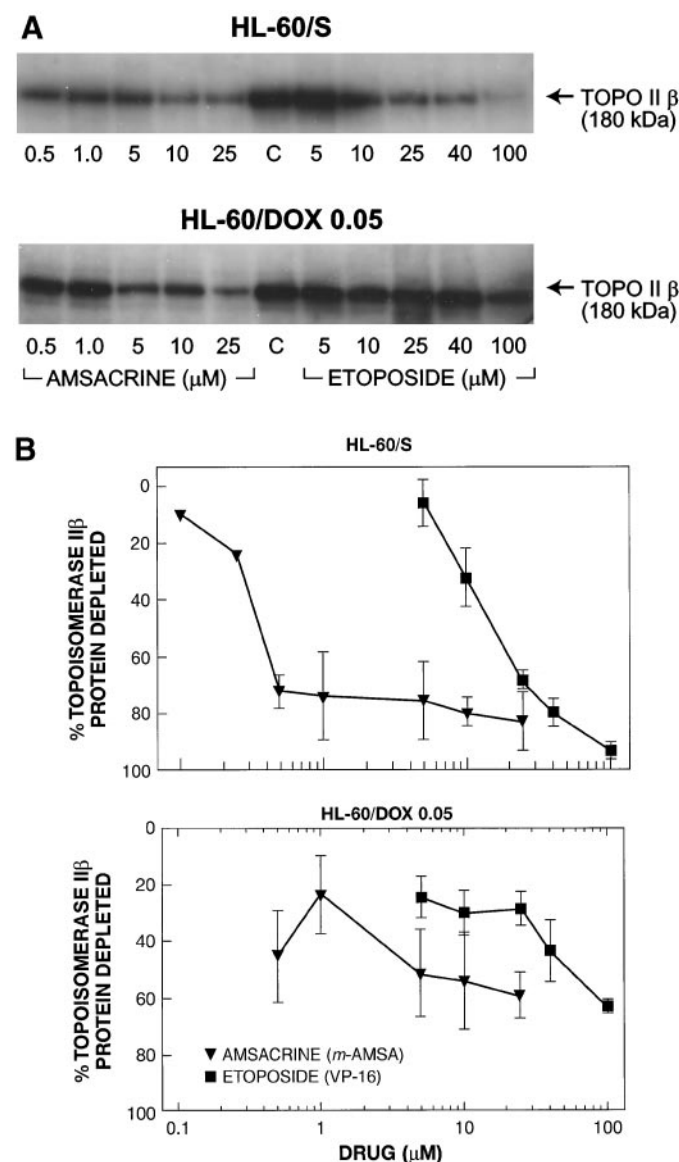 A
HL-60/S
← TOPO II β
(180 kDa)
0.5 1.0 5 10 25 C 5 10 25 40 100
HL-60/DOX 0.05
← TOPO II β
(180 kDa)
0.5 1.0 5 10 25 C 5 10 25 40 100
AMSACRINE (μM) ETOPOSIDE (μM)
B
HL-60/S
% TOPOISOMERASE IIβ
PROTEIN DEPLETED
0
20
40
60
80
100
HL-60/DOX 0.05
% TOPOISOMERASE IIβ
PROTEIN DEPLETED
0
20
40
60
80
100
▼ AMSACRINE (m-AMSA)
■ ETOPOSIDE (VP-16)
0.1 1 10 100
DRUG (μM)